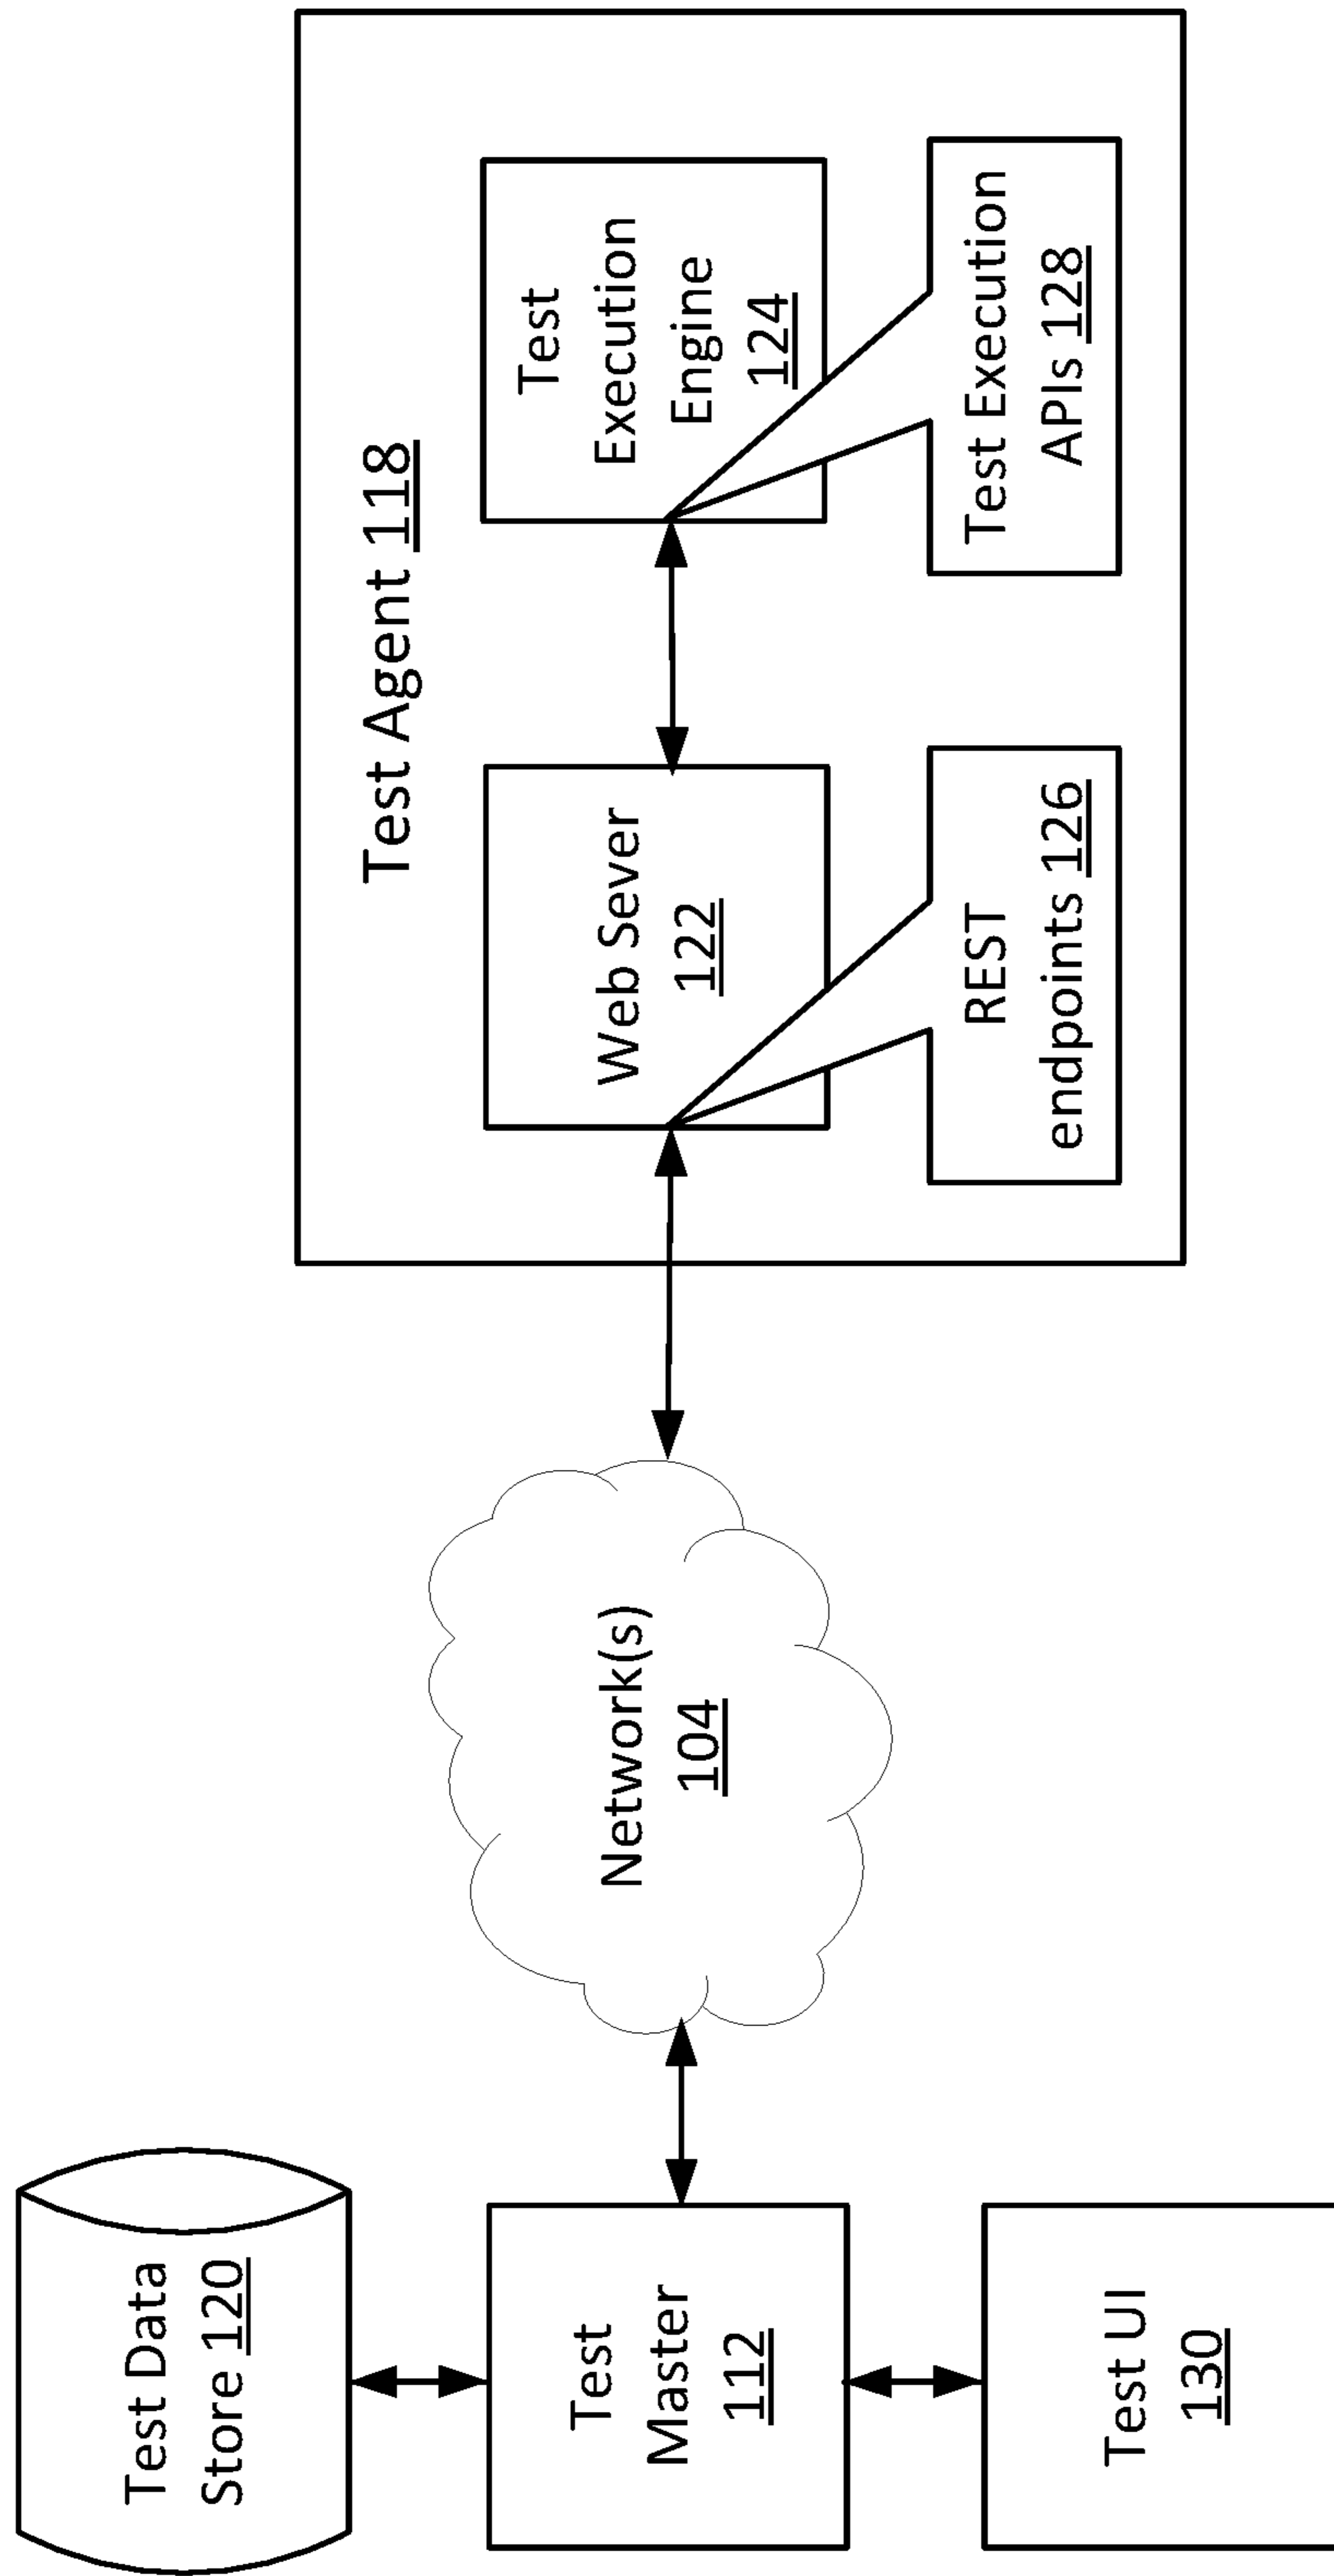 Test Data
Store 120
Test
Master
112
Test UI
130
Network(s)
104
Test Agent 118
Web Sever
122
REST
endpoints 126
Test
Execution
Engine
124
Test Execution
APIs 128